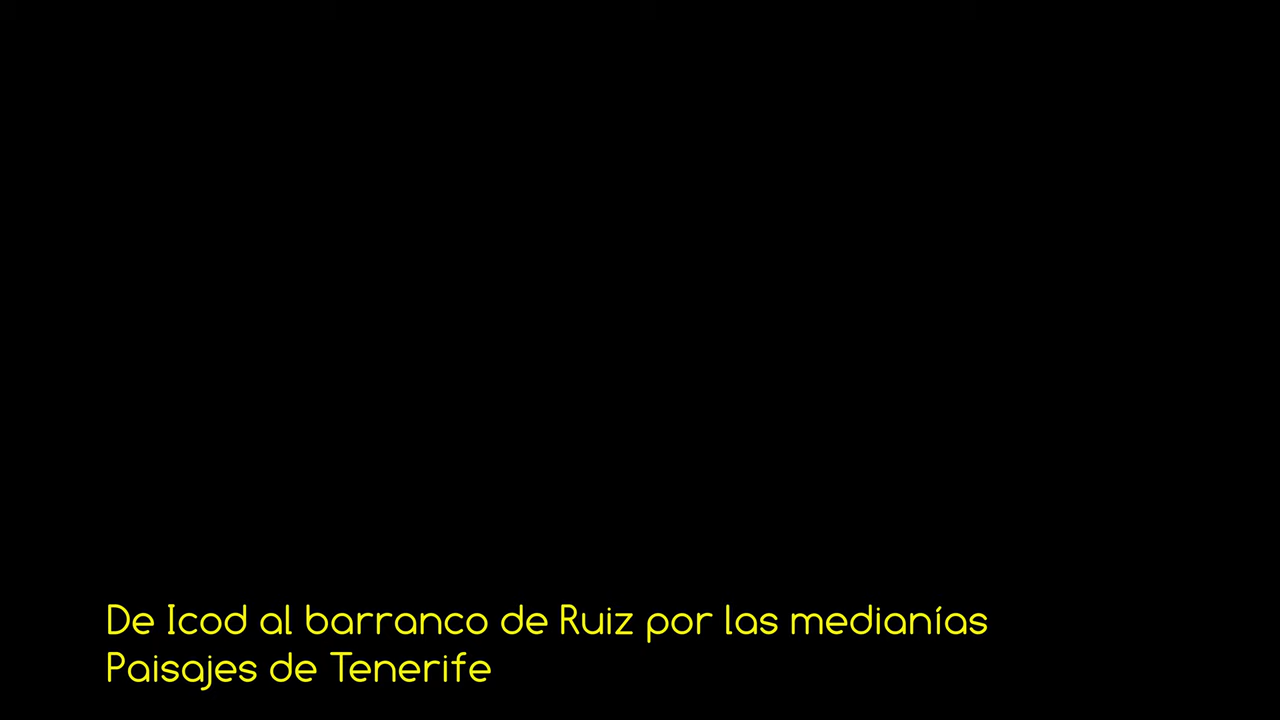 De Icod al barranco de Ruiz por las medianías
Paisajes de Tenerife